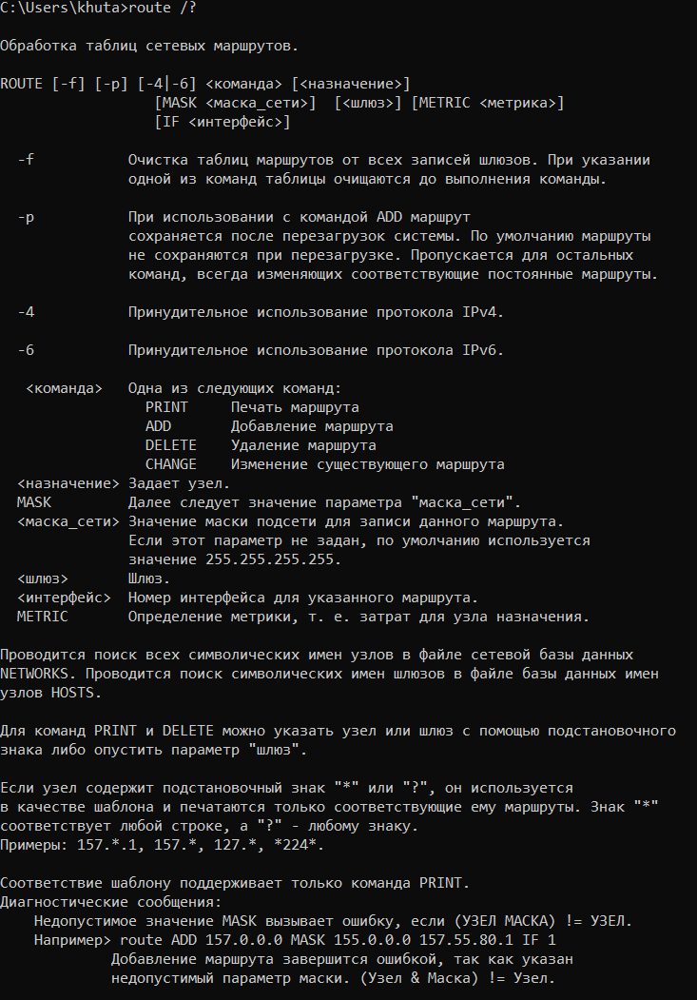 C:\Users\khuta>route /?
Обработка таблиц сетевых маршрутов.
ROUTE [-f] [-p] [-4|-6] <команда> [<назначение>]
[MASK <маска_сети>]  [<шлюз>] [METRIC <метрика>]
[IF <интерфейс>]
-f           Очистка таблиц маршрутов от всех записей шлюзов. При указании
одной из команд таблицы очищаются до выполнения команды.
-p           При использовании с командой ADD маршрут
сохраняется после перезагрузок системы. По умолчанию маршруты
не сохраняются при перезагрузке. Пропускается для остальных
команд, всегда изменяющих соответствующие постоянные маршруты.
-4           Принудительное использование протокола IPv4.
-6           Принудительное использование протокола IPv6.
<команда>   Одна из следующих команд:
PRINT     Печать маршрута
ADD       Добавление маршрута
DELETE    Удаление маршрута
CHANGE    Изменение существующего маршрута
<назначение> Задает узел.
MASK         Далее следует значение параметра "маска_сети".
<маска_сети> Значение маски подсети для записи данного маршрута.
Если этот параметр не задан, по умолчанию используется
значение 255.255.255.255.
<шлюз>       Шлюз.
<интерфейс>  Номер интерфейса для указанного маршрута.
METRIC       Определение метрики, т. е. затрат для узла назначения.
Проводится поиск всех символических имен узлов в файле сетевой базы данных
NETWORKS. Проводится поиск символических имен шлюзов в файле базы данных имен
узлов HOSTS.
Для команд PRINT и DELETE можно указать узел или шлюз с помощью подстановочного
знака либо опустить параметр "шлюз".
Если узел содержит подстановочный знак "*" или "?", он используется
в качестве шаблона и печатаются только соответствующие ему маршруты. Знак "*"
соответствует любой строке, а "?" - любому знаку.
Примеры: 157.*.1, 157.*, 127.*, *224*.
Соответствие шаблону поддерживает только команда PRINT.
Диагностические сообщения:
Недопустимое значение MASK вызывает ошибку, если (УЗЕЛ МАСКА) != УЗЕЛ.
Например> route ADD 157.0.0.0 MASK 155.0.0.0 157.55.80.1 IF 1
Добавление маршрута завершится ошибкой, так как указан
недопустимый параметр маски. (Узел & Маска) != Узел.